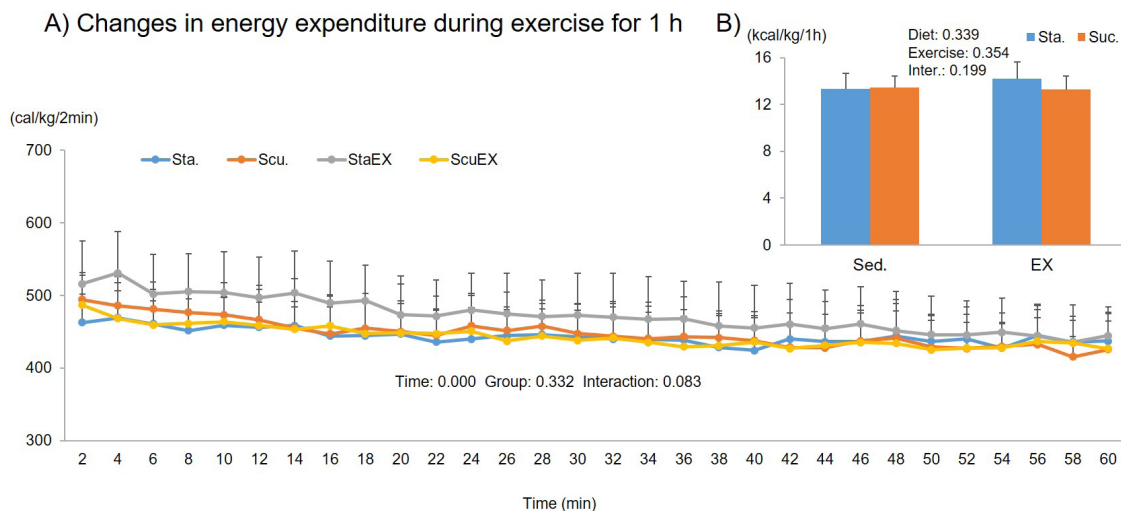 A) Changes in energy expenditure during exercise for 1 h
B)
(kcal/kg/1h)
Diet: 0.339
Exercise: 0.354
Inter.: 0.199
Sta. Suc.
16
12
8
4
0
Sed. EX
(cal/kg/2min)
Sta. Scu. StaEX ScuEX
700
600
500
400
300
Time: 0.000 Group: 0.332 Interaction: 0.083
2 4 6 8 10 12 14 16 18 20 22 24 26 28 30 32 34 36 38 40 42 44 46 48 50 52 54 56 58 60
Time (min)